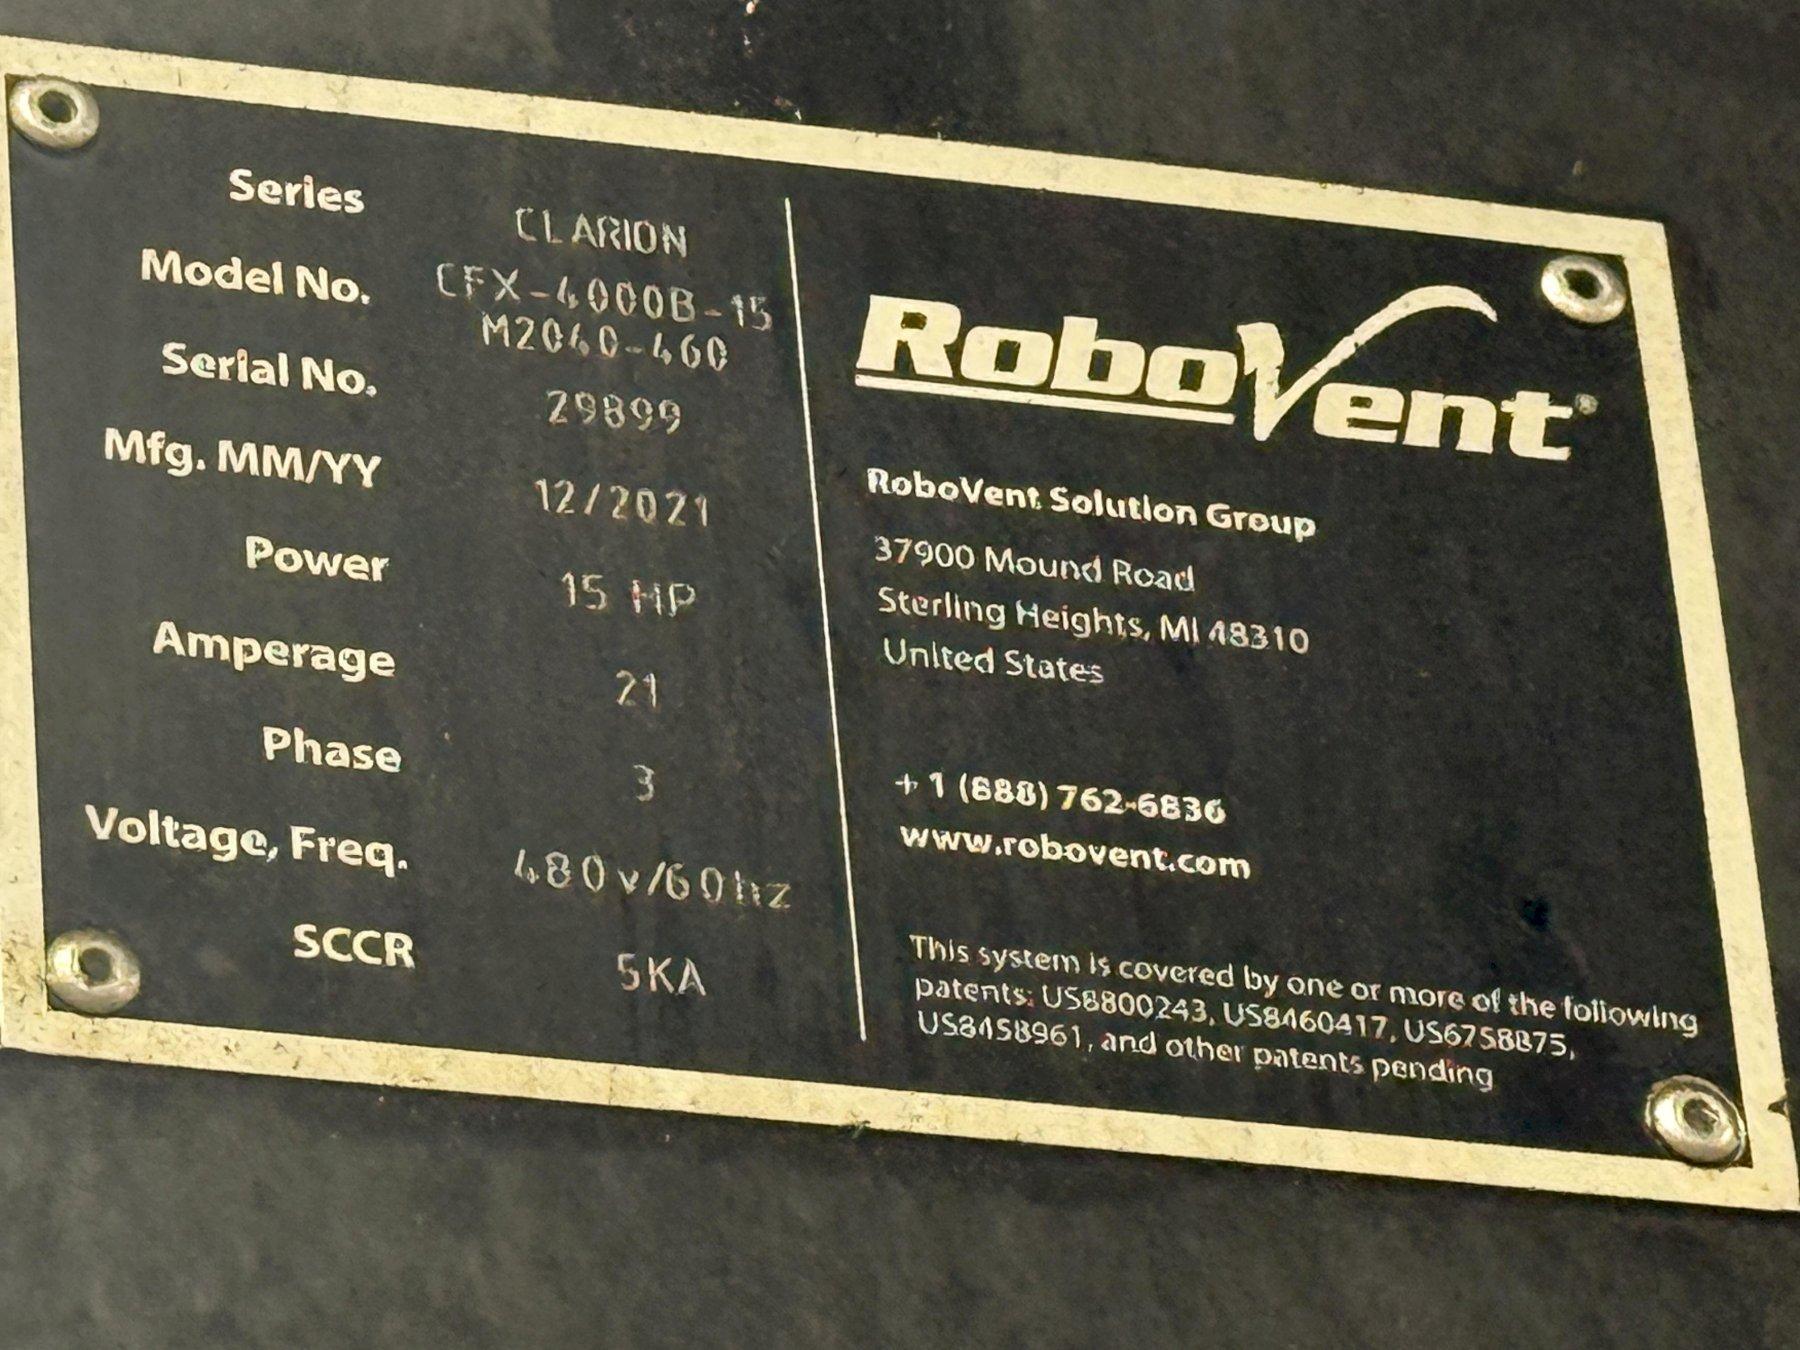 Series CLARION
Model No. CFX-4000B-15
M2040-460
Serial No. 29899
Mfg. MM/YY 12/2021
Power 15 HP
Amperage 21
Phase 3
Voltage, Freq. 480v/60hz
SCCR 5KA
RoboVent®
RoboVent Solution Group
37900 Mound Road
Sterling Heights, MI 48310
United States
+1 (888) 762-6836
www.robovent.com
This system is covered by one or more of the following
patents: US8800243, US8460417, US6758875,
US8458961, and other patents pending